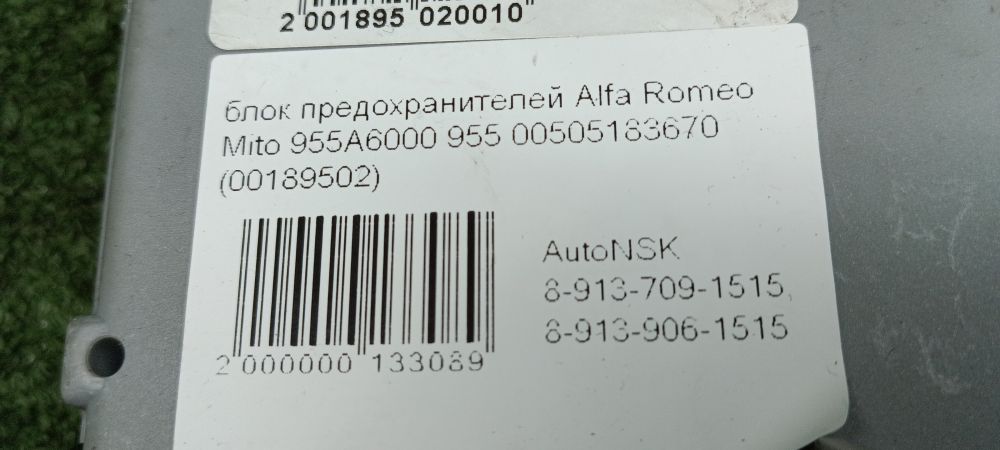 2 001895 020010
блок предохранителей Alfa Romeo
Mito 955A6000 955 00505183670
(00189502)
AutoNSK
8-913-709-1515,
8-913-906-1515
2 000000 133089